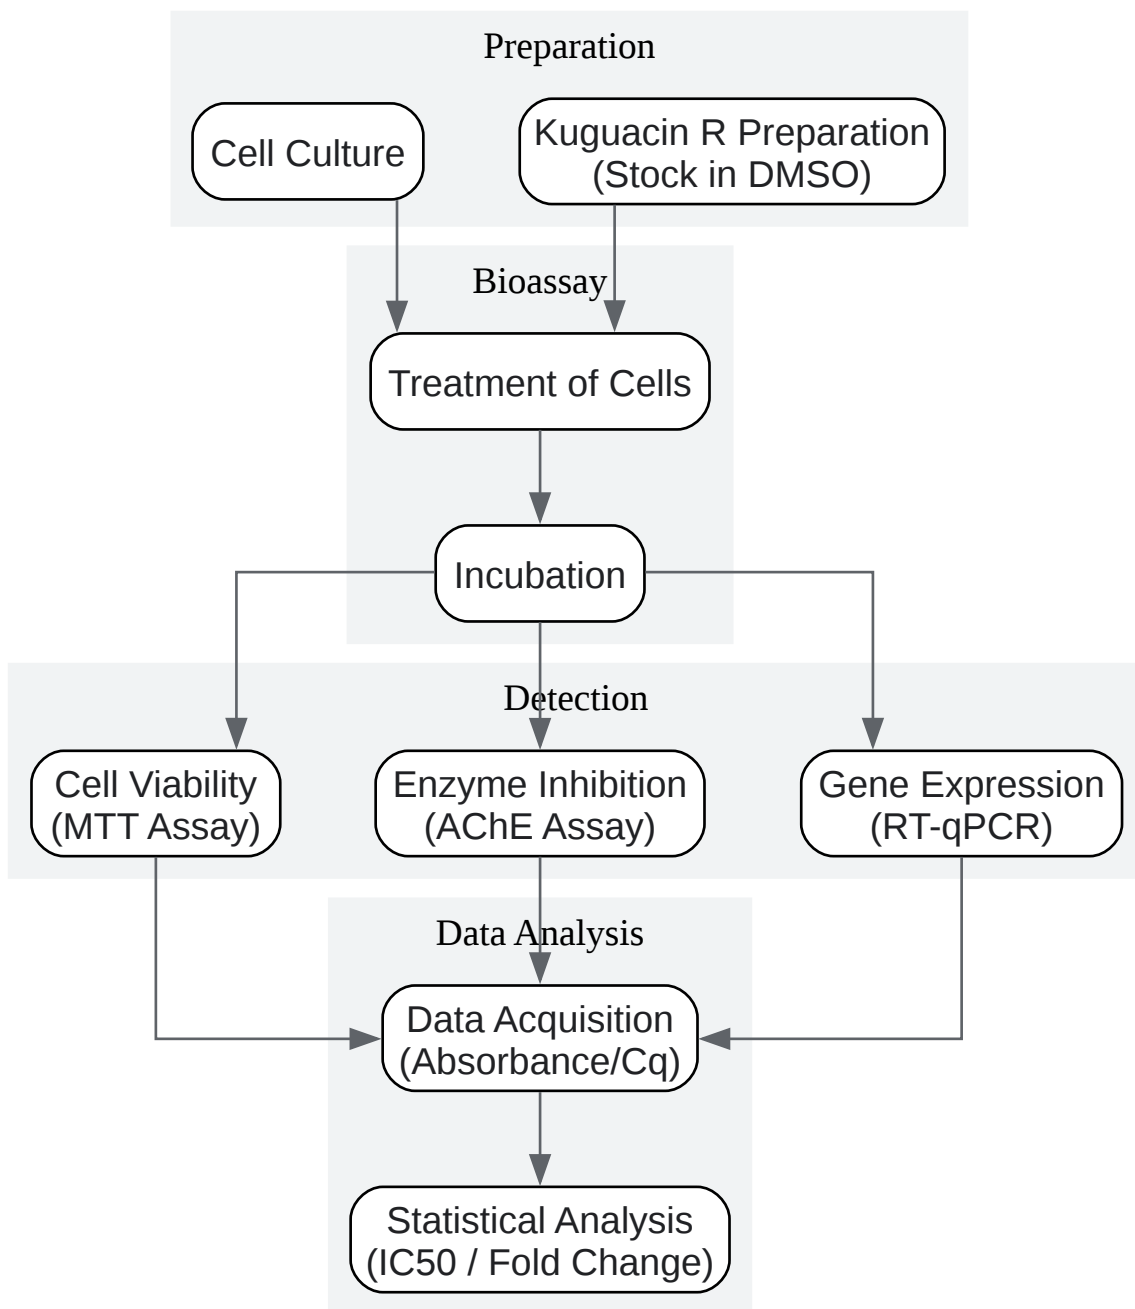 Preparation
Cell Culture
Kuguacin R Preparation
(Stock in DMSO)
Bioassay
Treatment of Cells
Incubation
Detection
Cell Viability
(MTT Assay)
Enzyme Inhibition
(AChE Assay)
Gene Expression
(RT-qPCR)
Data Analysis
Data Acquisition
(Absorbance/Cq)
Statistical Analysis
(IC50 / Fold Change)